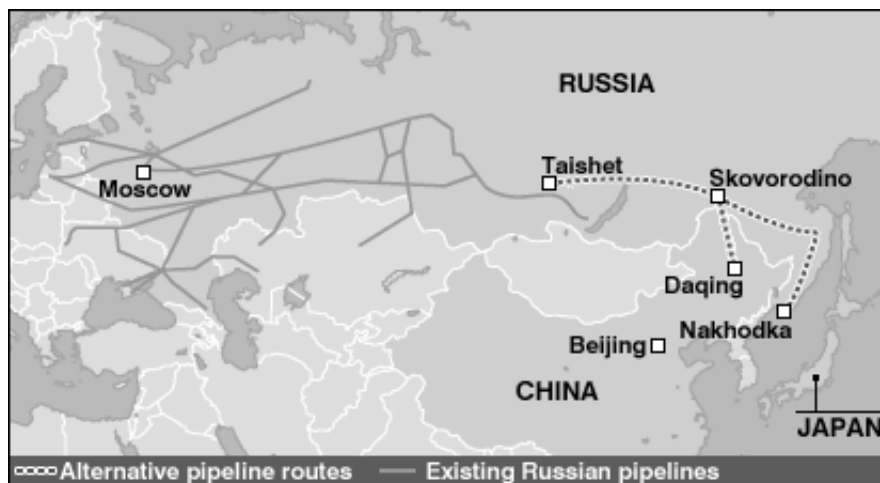 RUSSIA
Taishet
Skovorodino
Moscow
Daqing
Nakhodka
Beijing
CHINA
JAPAN
Alternative pipeline routes
Existing Russian pipelines